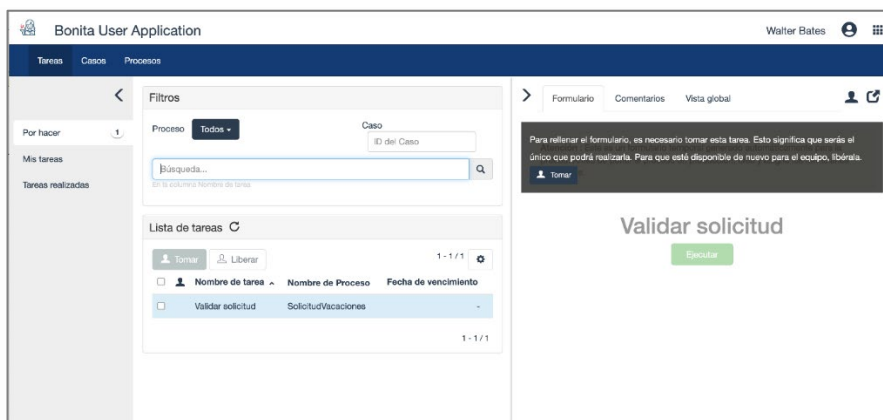 Bonita User Application
Walter Bates
Tareas Casos Procesos
Por hacer 1
Mis tareas
Tareas realizadas
Filtros
Proceso Todos
Caso
ID del Caso
Búsqueda...
En la columna Nombre de tarea
Lista de tareas
Tomar Liberar 1 - 1 / 1
Nombre de tarea Nombre de Proceso Fecha de vencimiento
Validar solicitud SolicitudVacaciones -
1 - 1 / 1
Formulario Comentarios Vista global
Para rellenar el formulario, es necesario tomar esta tarea. Esto significa que serás el
único que podrá realizarla. Para que esté disponible de nuevo para el equipo, libérala.
Tomar
Validar solicitud
Ejecutar